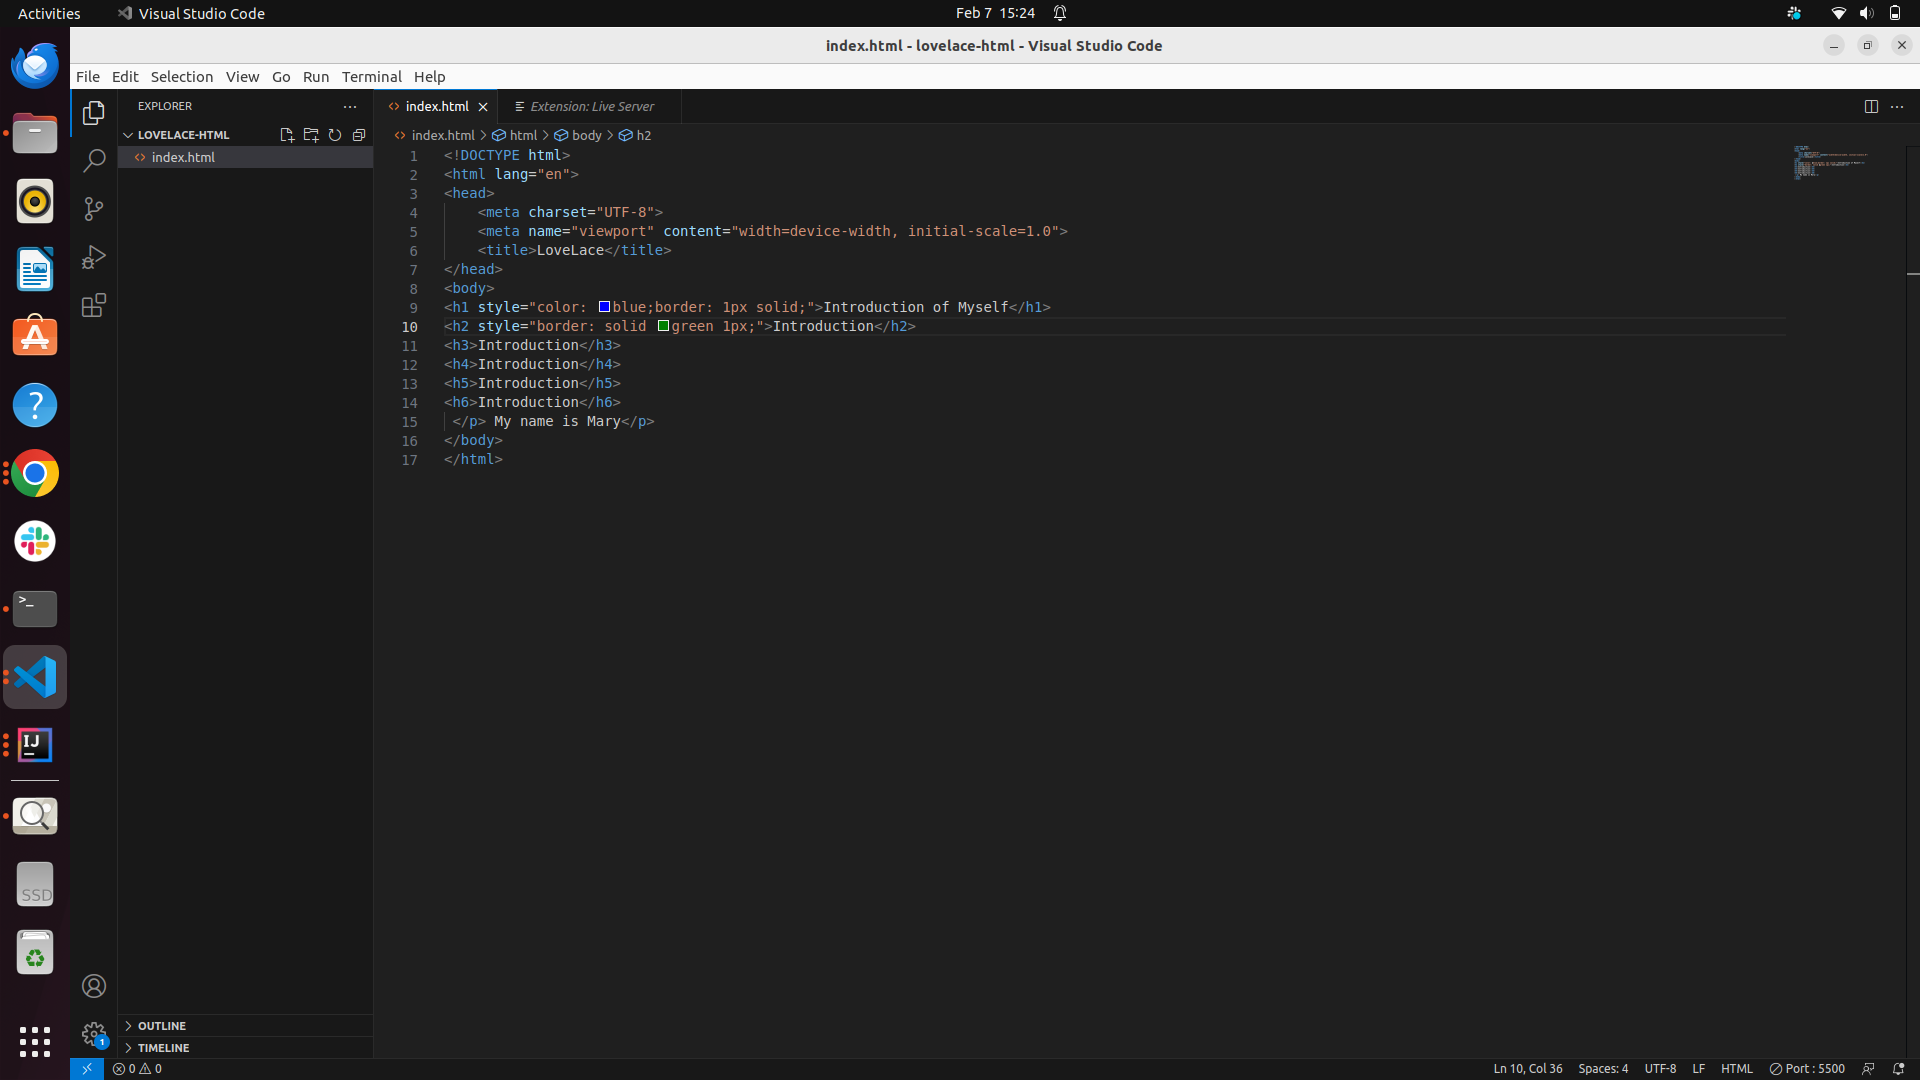 Activities
Visual Studio Code
Feb 7 15:24
index.html - lovelace-html - Visual Studio Code
File Edit Selection View Go Run Terminal Help
EXPLORER
index.html
Extension: Live Server
LOVELACE-HTML
index.html
index.html > html > body > h2
1 <!DOCTYPE html>
2 <html lang="en">
3 <head>
4 <meta charset="UTF-8">
5 <meta name="viewport" content="width=device-width, initial-scale=1.0">
6 <title>LoveLace</title>
7 </head>
8 <body>
9 <h1 style="color: blue;border: 1px solid;">Introduction of Myself</h1>
10 <h2 style="border: solid green 1px;">Introduction</h2>
11 <h3>Introduction</h3>
12 <h4>Introduction</h4>
13 <h5>Introduction</h5>
14 <h6>Introduction</h6>
15 </p> My name is Mary</p>
16 </body>
17 </html>
>_
IJ
SSD
OUTLINE
1
TIMELINE
0 0
Ln 10, Col 36 Spaces: 4 UTF-8 LF HTML Port : 5500